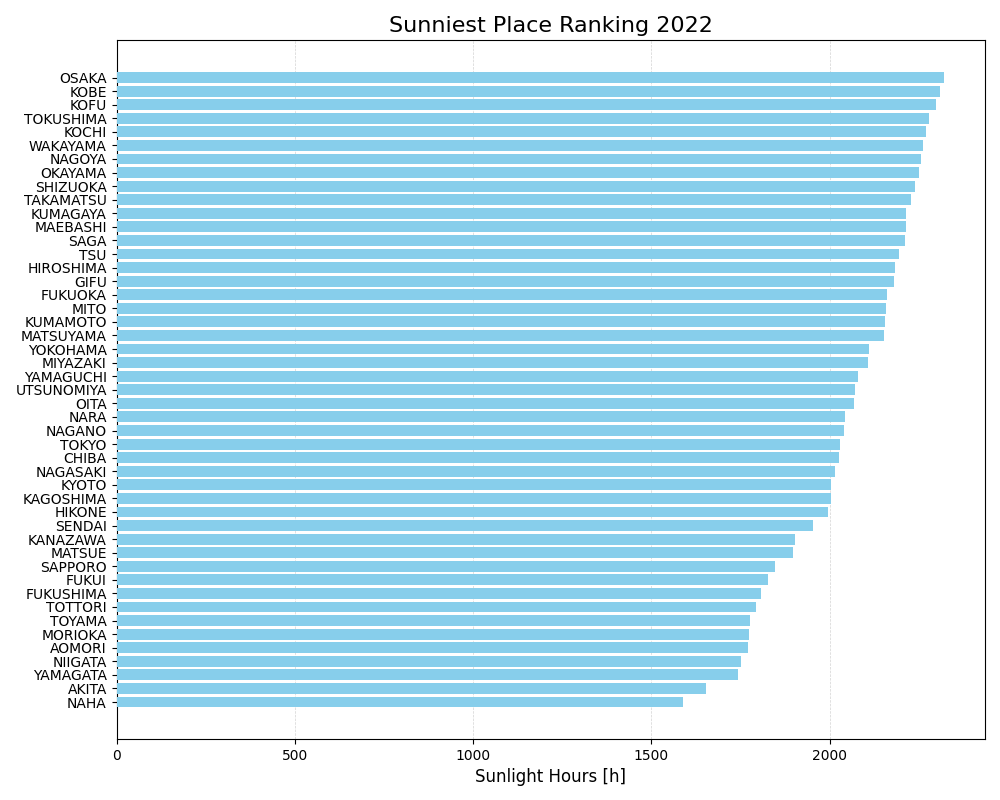 Sunniest Place Ranking 2022
OSAKA
KOBE
KOFU
TOKUSHIMA
KOCHI
WAKAYAMA
NAGOYA
OKAYAMA
SHIZUOKA
TAKAMATSU
KUMAGAYA
MAEBASHI
SAGA
TSU
HIROSHIMA
GIFU
FUKUOKA
MITO
KUMAMOTO
MATSUYAMA
YOKOHAMA
MIYAZAKI
YAMAGUCHI
UTSUNOMIYA
OITA
NARA
NAGANO
TOKYO
CHIBA
NAGASAKI
KYOTO
KAGOSHIMA
HIKONE
SENDAI
KANAZAWA
MATSUE
SAPPORO
FUKUI
FUKUSHIMA
TOTTORI
TOYAMA
MORIOKA
AOMORI
NIIGATA
YAMAGATA
AKITA
NAHA
0 500 1000 1500 2000
Sunlight Hours [h]